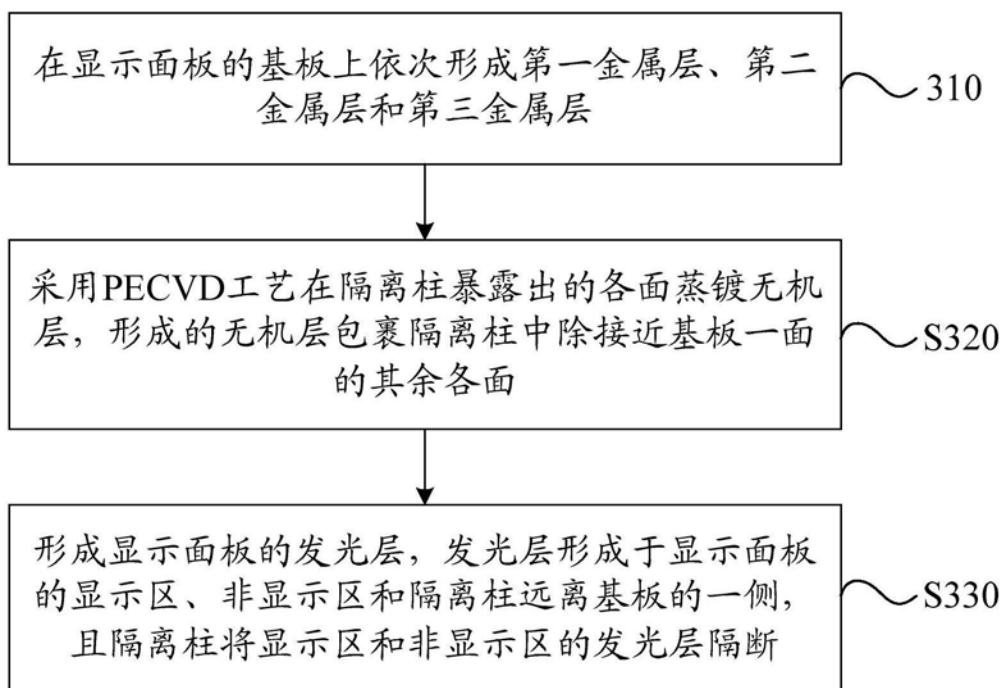 在显示面板的基板上依次形成第一金属层、第二
金属层和第三金属层
310
采用PECVD工艺在隔离柱暴露出的各面蒸镀无机
层，形成的无机层包裹隔离柱中除接近基板一面
的其余各面
S320
形成显示面板的发光层，发光层形成于显示面板
的显示区、非显示区和隔离柱远离基板的一侧，
且隔离柱将显示区和非显示区的发光层隔断
S330